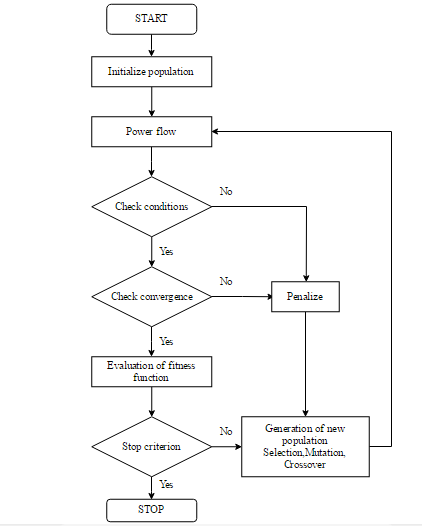 START
Initialize population
Power flow
No
Check conditions
Yes
No
Check convergence
Penalize
Yes
Evaluation of fitness
function
No
Generation of new
population
Selection,Mutation,
Crossover
Stop criterion
Yes
STOP